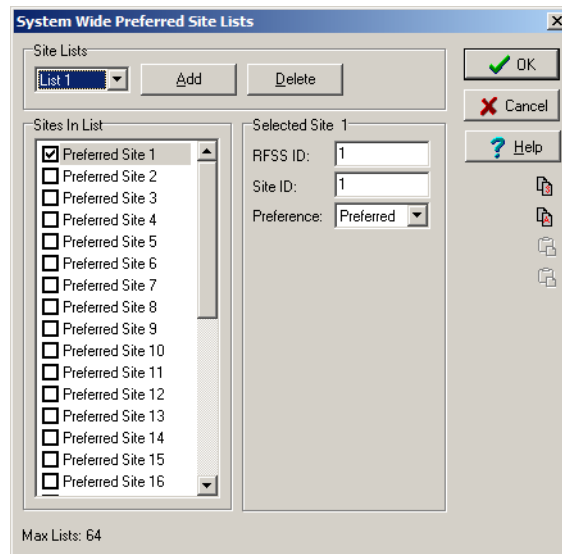 System Wide Preferred Site Lists
Site Lists
List 1 Add Delete
OK
Cancel
Help
Sites In List
Preferred Site 1
Preferred Site 2
Preferred Site 3
Preferred Site 4
Preferred Site 5
Preferred Site 6
Preferred Site 7
Preferred Site 8
Preferred Site 9
Preferred Site 10
Preferred Site 11
Preferred Site 12
Preferred Site 13
Preferred Site 14
Preferred Site 15
Preferred Site 16
Selected Site 1
RFSS ID: 1
Site ID: 1
Preference: Preferred
Max Lists: 64